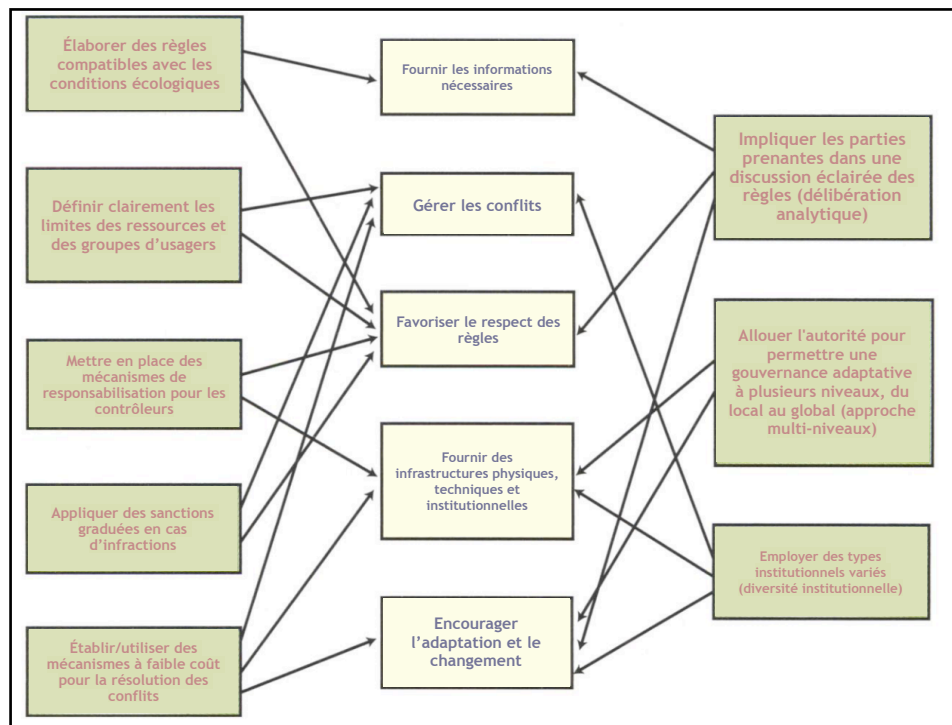 Élaborer des règles
compatibles avec les
conditions écologiques
Définir clairement les
limites des ressources et
des groupes d’usagers
Mettre en place des
mécanismes de
responsabilisation pour les
contrôleurs
Appliquer des sanctions
graduées en cas
d’infractions
Établir/utiliser des
mécanismes à faible coût
pour la résolution des
conflits
Fournir les informations
nécessaires
Gérer les conflits
Favoriser le respect des
règles
Fournir des
infrastructures physiques,
techniques et
institutionnelles
Encourager
l’adaptation et le
changement
Impliquer les parties
prenantes dans une
discussion éclairée des
règles (délibération
analytique)
Allouer l'autorité pour
permettre une
gouvernance adaptative
à plusieurs niveaux, du
local au global (approche
multi-niveaux)
Employer des types
institutionnels variés
(diversité institutionnelle)